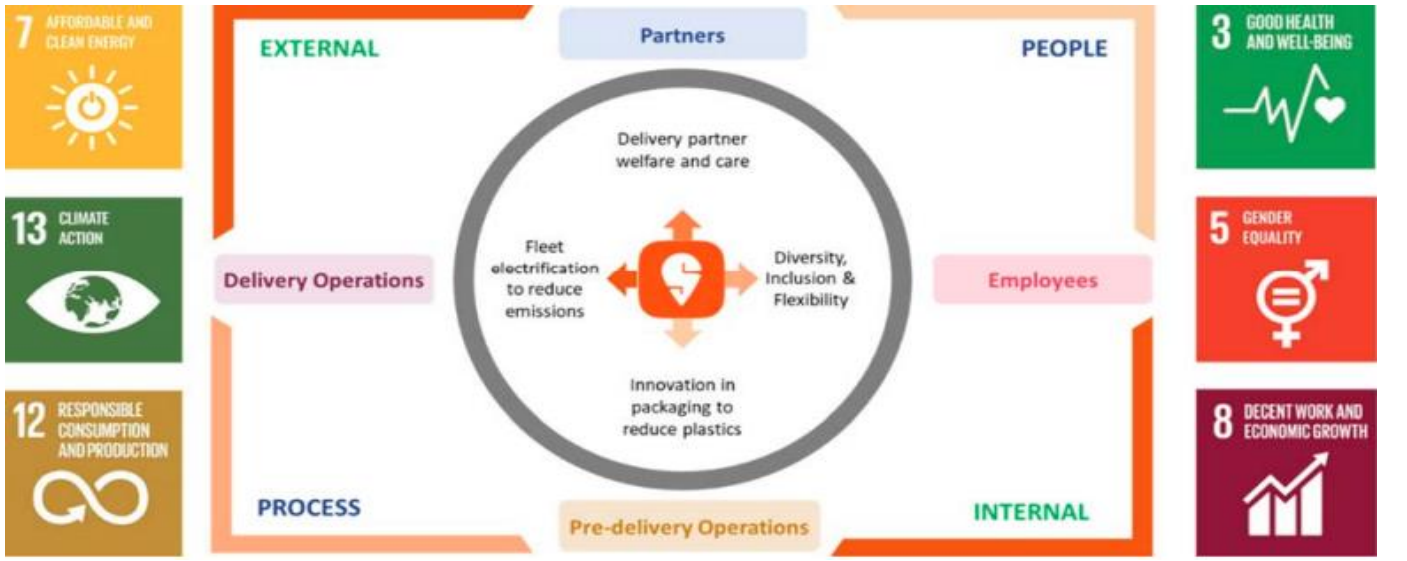 7 AFFORDABLE AND
CLEAN ENERGY
13 CLIMATE
ACTION
12 RESPONSIBLE
CONSUMPTION
AND PRODUCTION
EXTERNAL
Partners
PEOPLE
Delivery partner
welfare and care
Delivery Operations
Fleet
electrification
to reduce
emissions
Diversity,
Inclusion &
Flexibility
Employees
Innovation in
packaging to
reduce plastics
PROCESS
Pre-delivery Operations
INTERNAL
3 GOOD HEALTH
AND WELL-BEING
5 GENDER
EQUALITY
8 DECENT WORK AND
ECONOMIC GROWTH